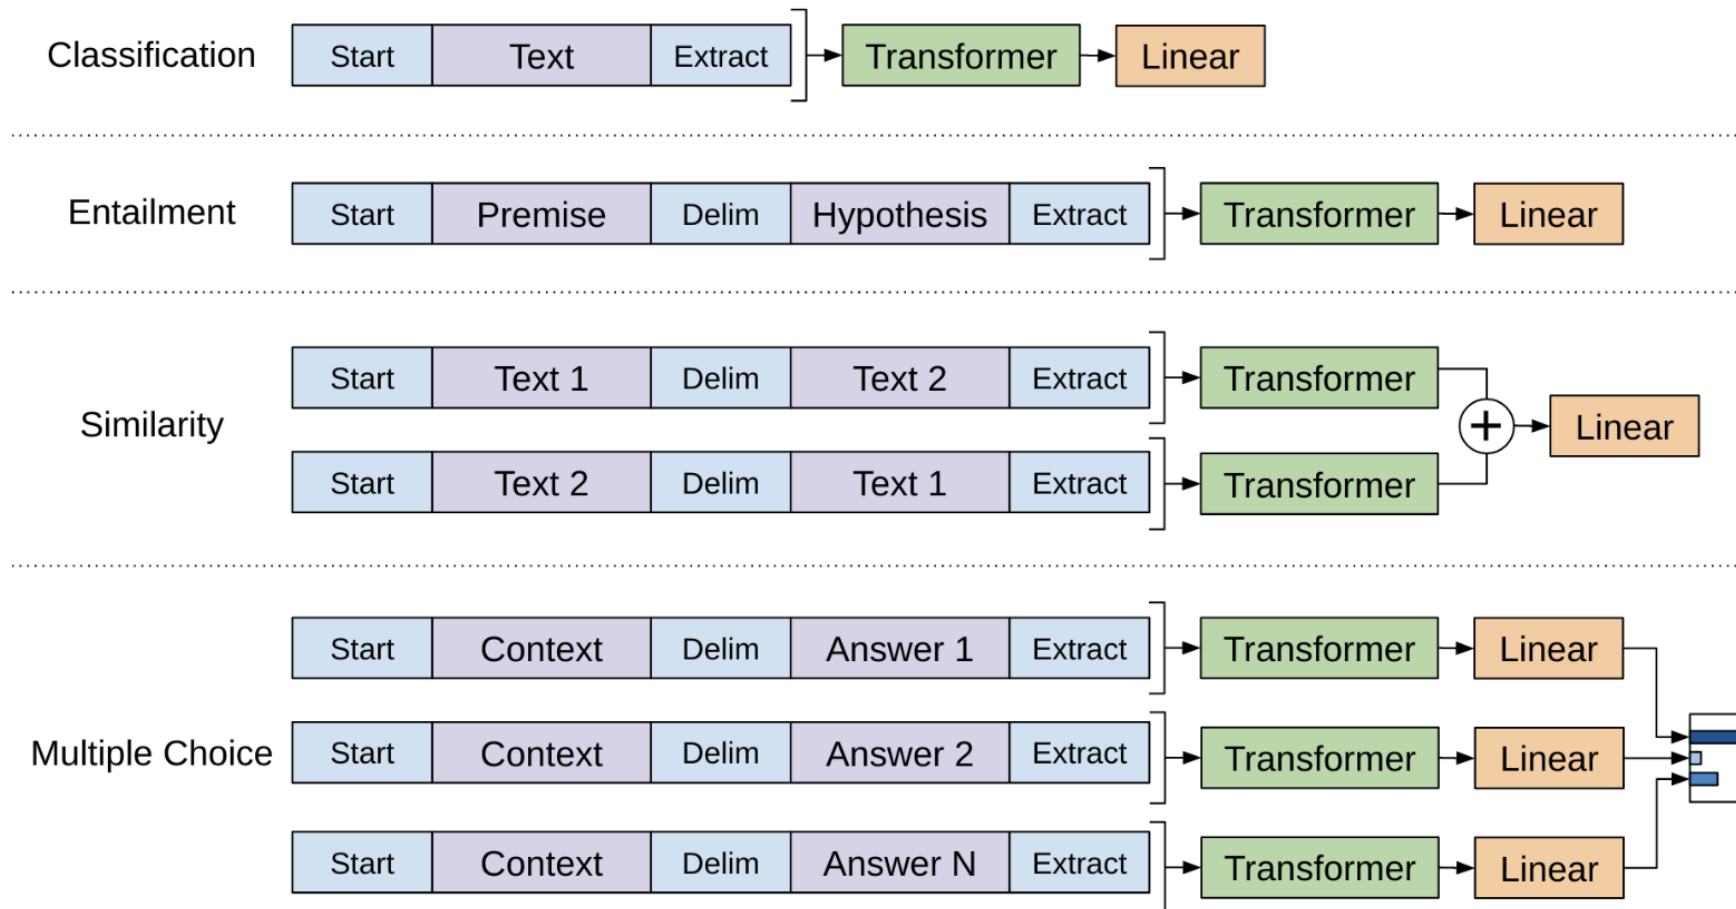 Classification Start Text Extract Transformer Linear
Entailment Start Premise Delim Hypothesis Extract Transformer Linear
Similarity
Start Text 1 Delim Text 2 Extract Transformer
+ Linear
Start Text 2 Delim Text 1 Extract Transformer
Start Context Delim Answer 1 Extract Transformer Linear
Multiple Choice Start Context Delim Answer 2 Extract Transformer Linear
Start Context Delim Answer N Extract Transformer Linear